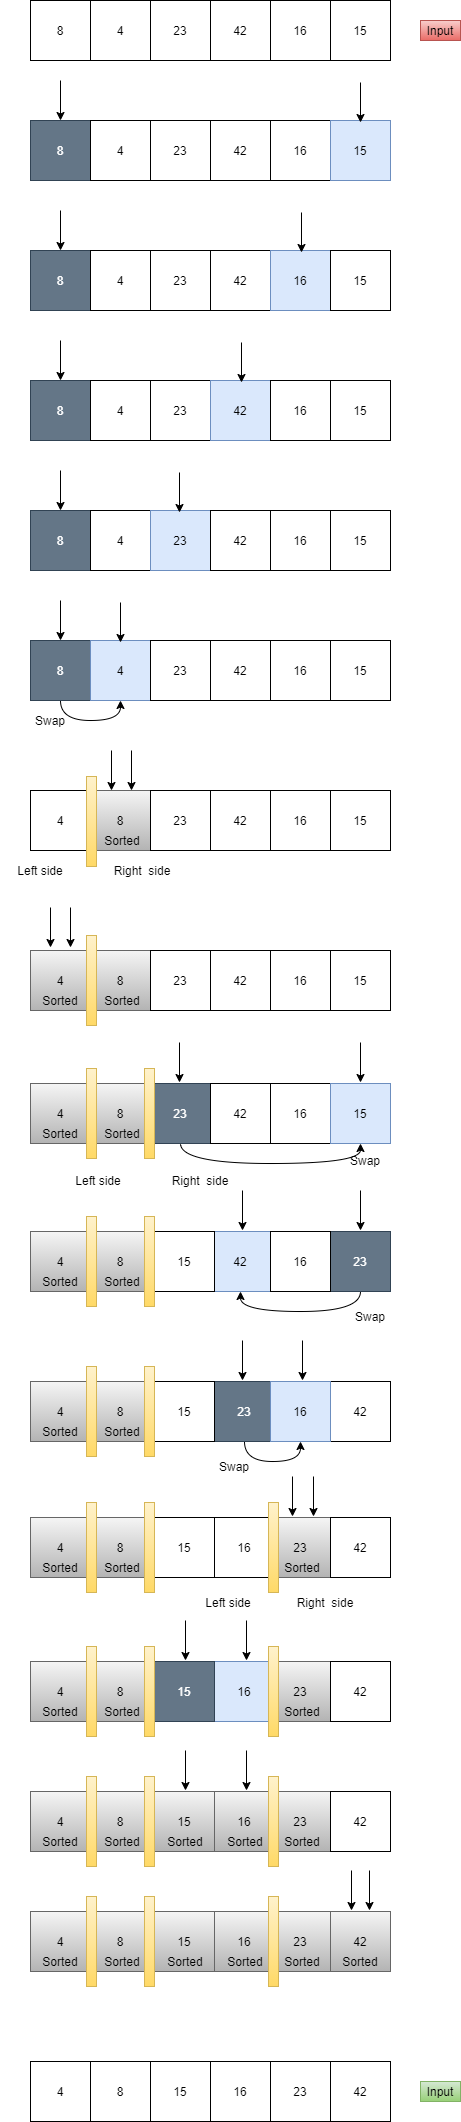 8 4 23 42 16 15 Input
8 4 23 42 16 15
8 4 23 42 16 15
8 4 23 42 16 15
8 4 23 42 16 15
8 4 23 42 16 15
Swap
4 8 23 42 16 15
Sorted
Left side Right side
4 8 23 42 16 15
Sorted Sorted
4 8 23 42 16 15
Sorted Sorted
Swap
Left side Right side
4 8 15 42 16 23
Sorted Sorted
Swap
4 8 15 23 16 42
Sorted Sorted
Swap
4 8 15 16 23 42
Sorted Sorted Sorted
Left side Right side
4 8 15 16 23 42
Sorted Sorted Sorted
4 8 15 16 23 42
Sorted Sorted Sorted Sorted Sorted
4 8 15 16 23 42
Sorted Sorted Sorted Sorted Sorted Sorted
4 8 15 16 23 42 Input